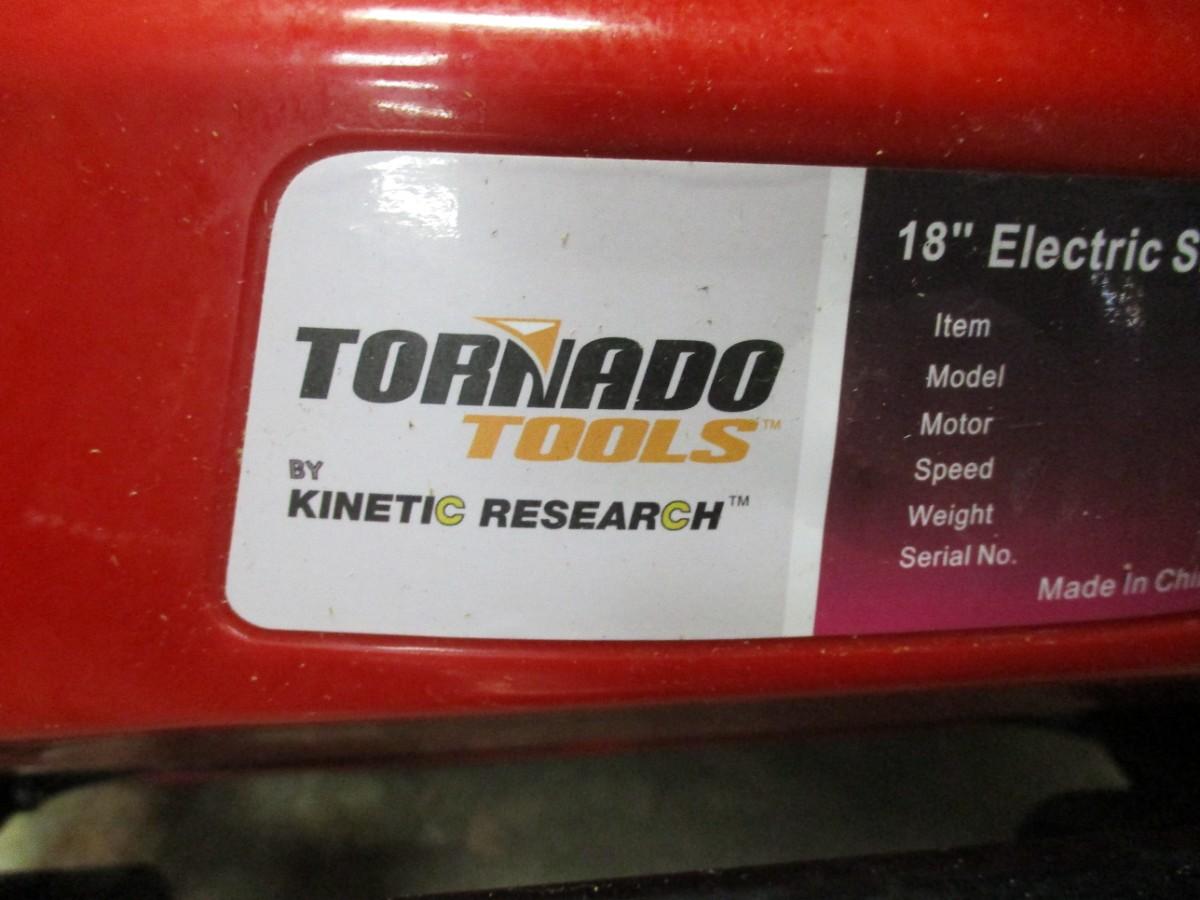 TORNADO
TOOLS™
BY
KINETIC RESEARCH™
18" Electric S
Item
Model
Motor
Speed
Weight
Serial No.
Made in Chi